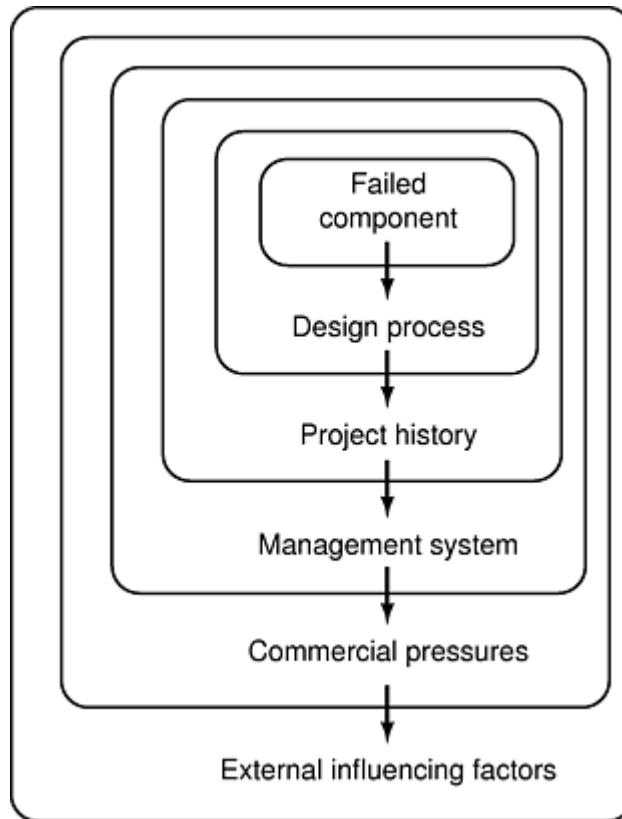 Failed
component
Design process
Project history
Management system
Commercial pressures
External influencing factors